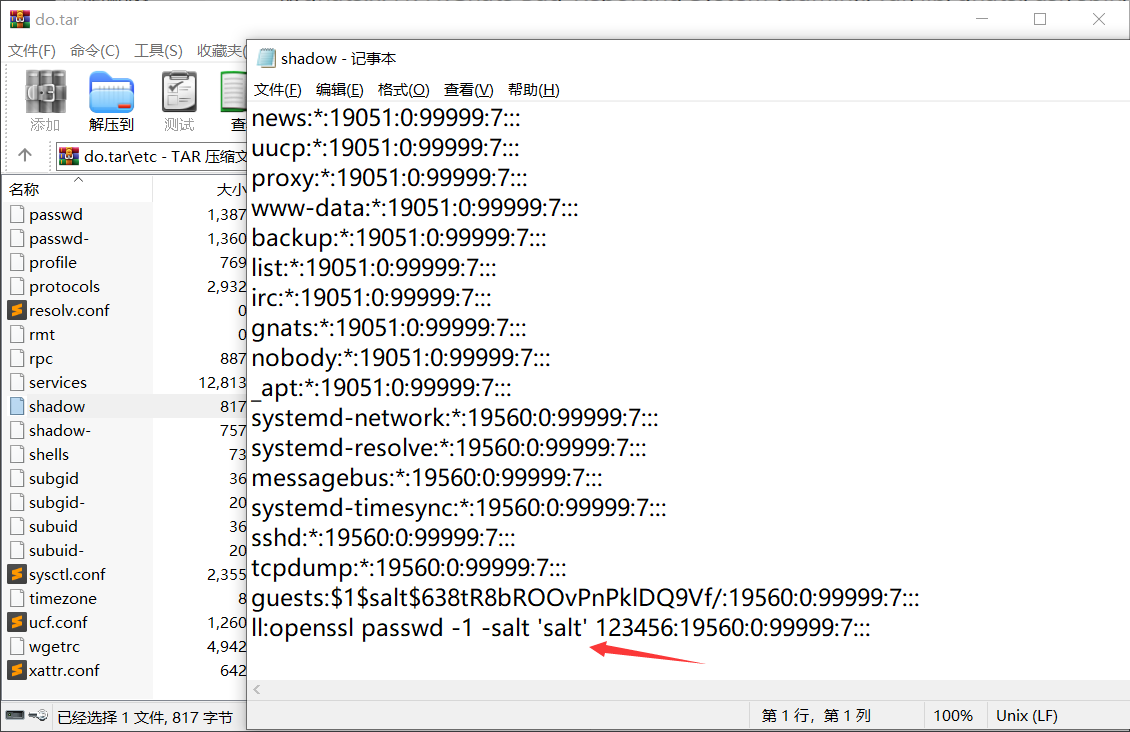 do.tar
文件(F) 命令(C) 工具(S) 收藏夹(
添加 解压到 测试 查
do.tar\etc - TAR 压缩文
名称 大小
passwd 1,387
passwd- 1,360
profile 769
protocols 2,932
resolv.conf 0
rmt 0
rpc 887
services 12,813
shadow 817
shadow- 757
shells 73
subgid 36
subgid- 20
subuid 36
subuid- 20
sysctl.conf 2,355
timezone 8
ucf.conf 1,260
wgetrc 4,942
xattr.conf 642
已经选择 1 文件, 817 字节
shadow - 记事本
文件(F) 编辑(E) 格式(O) 查看(V) 帮助(H)
news:*:19051:0:99999:7:::
uucp:*:19051:0:99999:7:::
proxy:*:19051:0:99999:7:::
www-data:*:19051:0:99999:7:::
backup:*:19051:0:99999:7:::
list:*:19051:0:99999:7:::
irc:*:19051:0:99999:7:::
gnats:*:19051:0:99999:7:::
nobody:*:19051:0:99999:7:::
_apt:*:19051:0:99999:7:::
systemd-network:*:19560:0:99999:7:::
systemd-resolve:*:19560:0:99999:7:::
messagebus:*:19560:0:99999:7:::
systemd-timesync:*:19560:0:99999:7:::
sshd:*:19560:0:99999:7:::
tcpdump:*:19560:0:99999:7:::
guests:$1$salt$638tR8bROOvPnPklDQ9Vf/:19560:0:99999:7:::
ll:openssl passwd -1 -salt 'salt' 123456:19560:0:99999:7:::
第 1 行，第 1 列 100% Unix (LF)